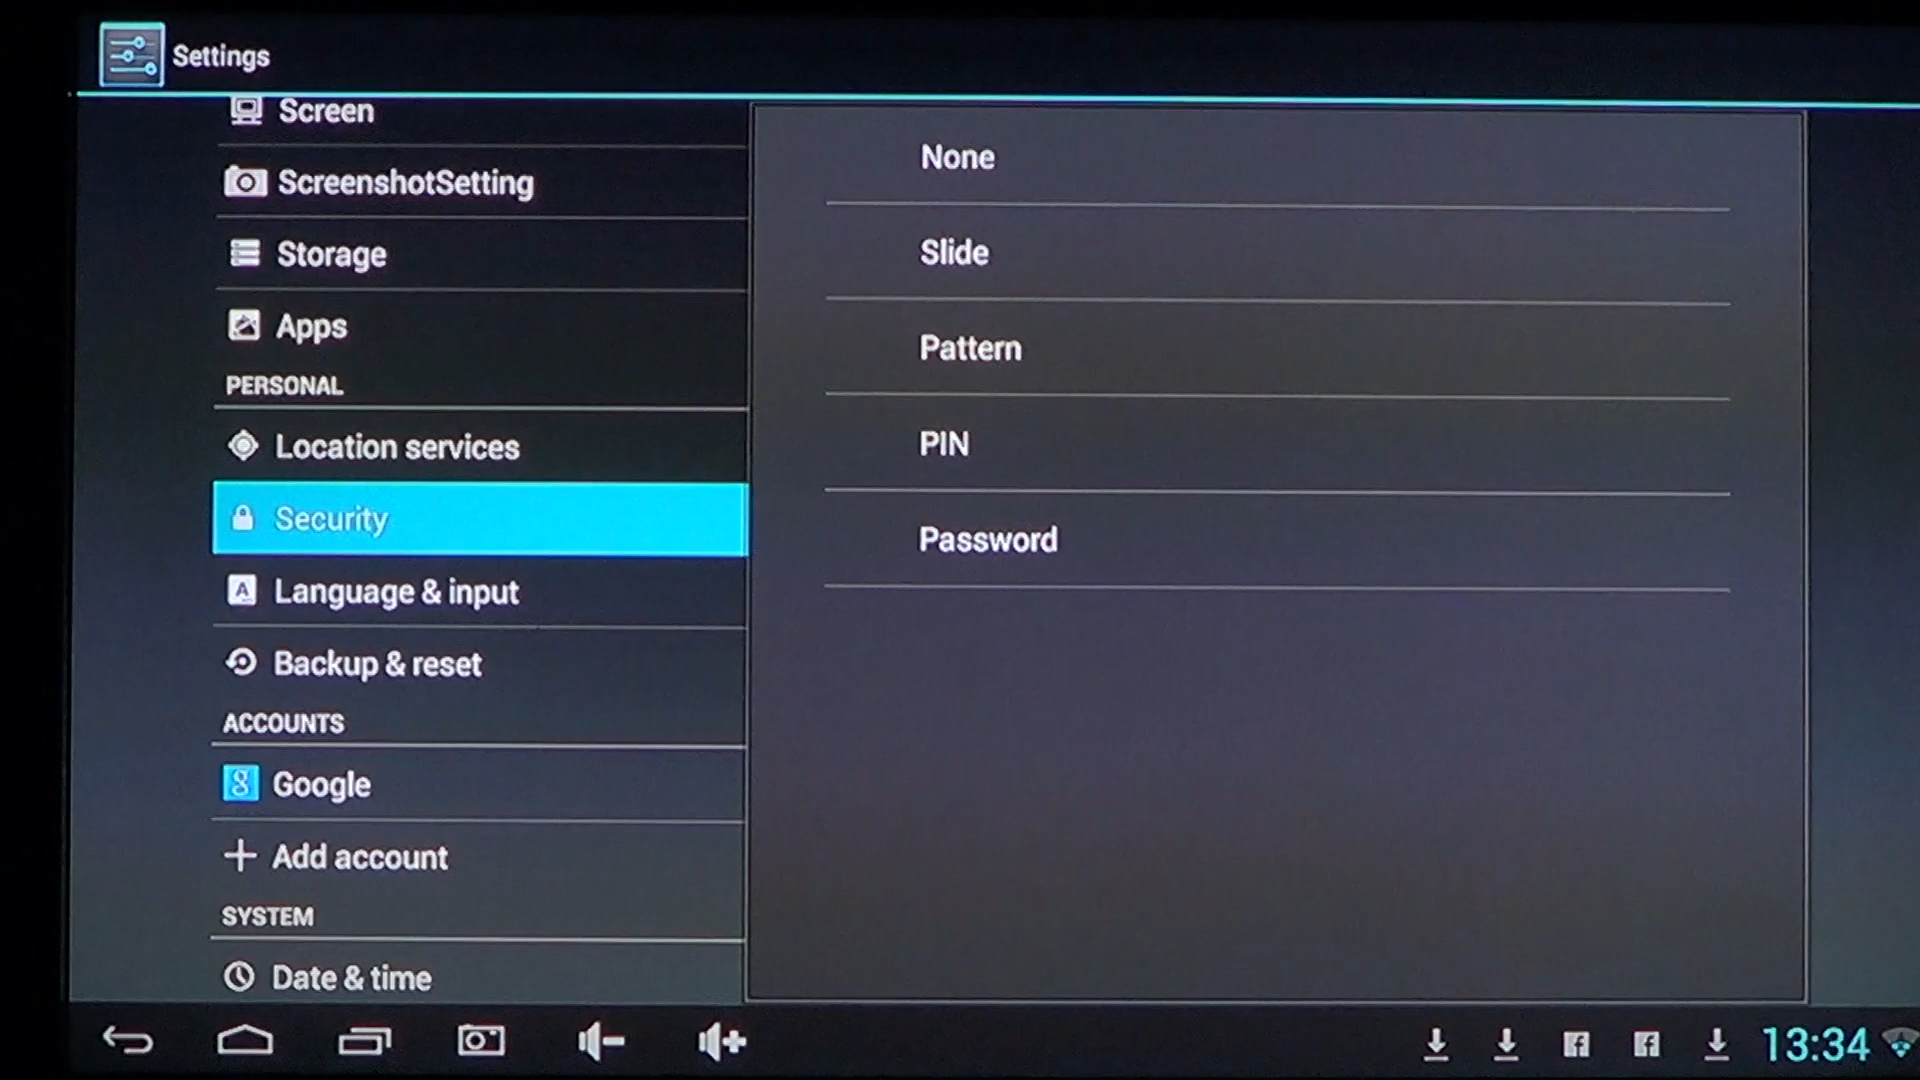 Settings
Screen
ScreenshotSetting
Storage
Apps
PERSONAL
Location services
Security
Language & input
Backup & reset
ACCOUNTS
Google
Add account
SYSTEM
Date & time
None
Slide
Pattern
PIN
Password
13:34